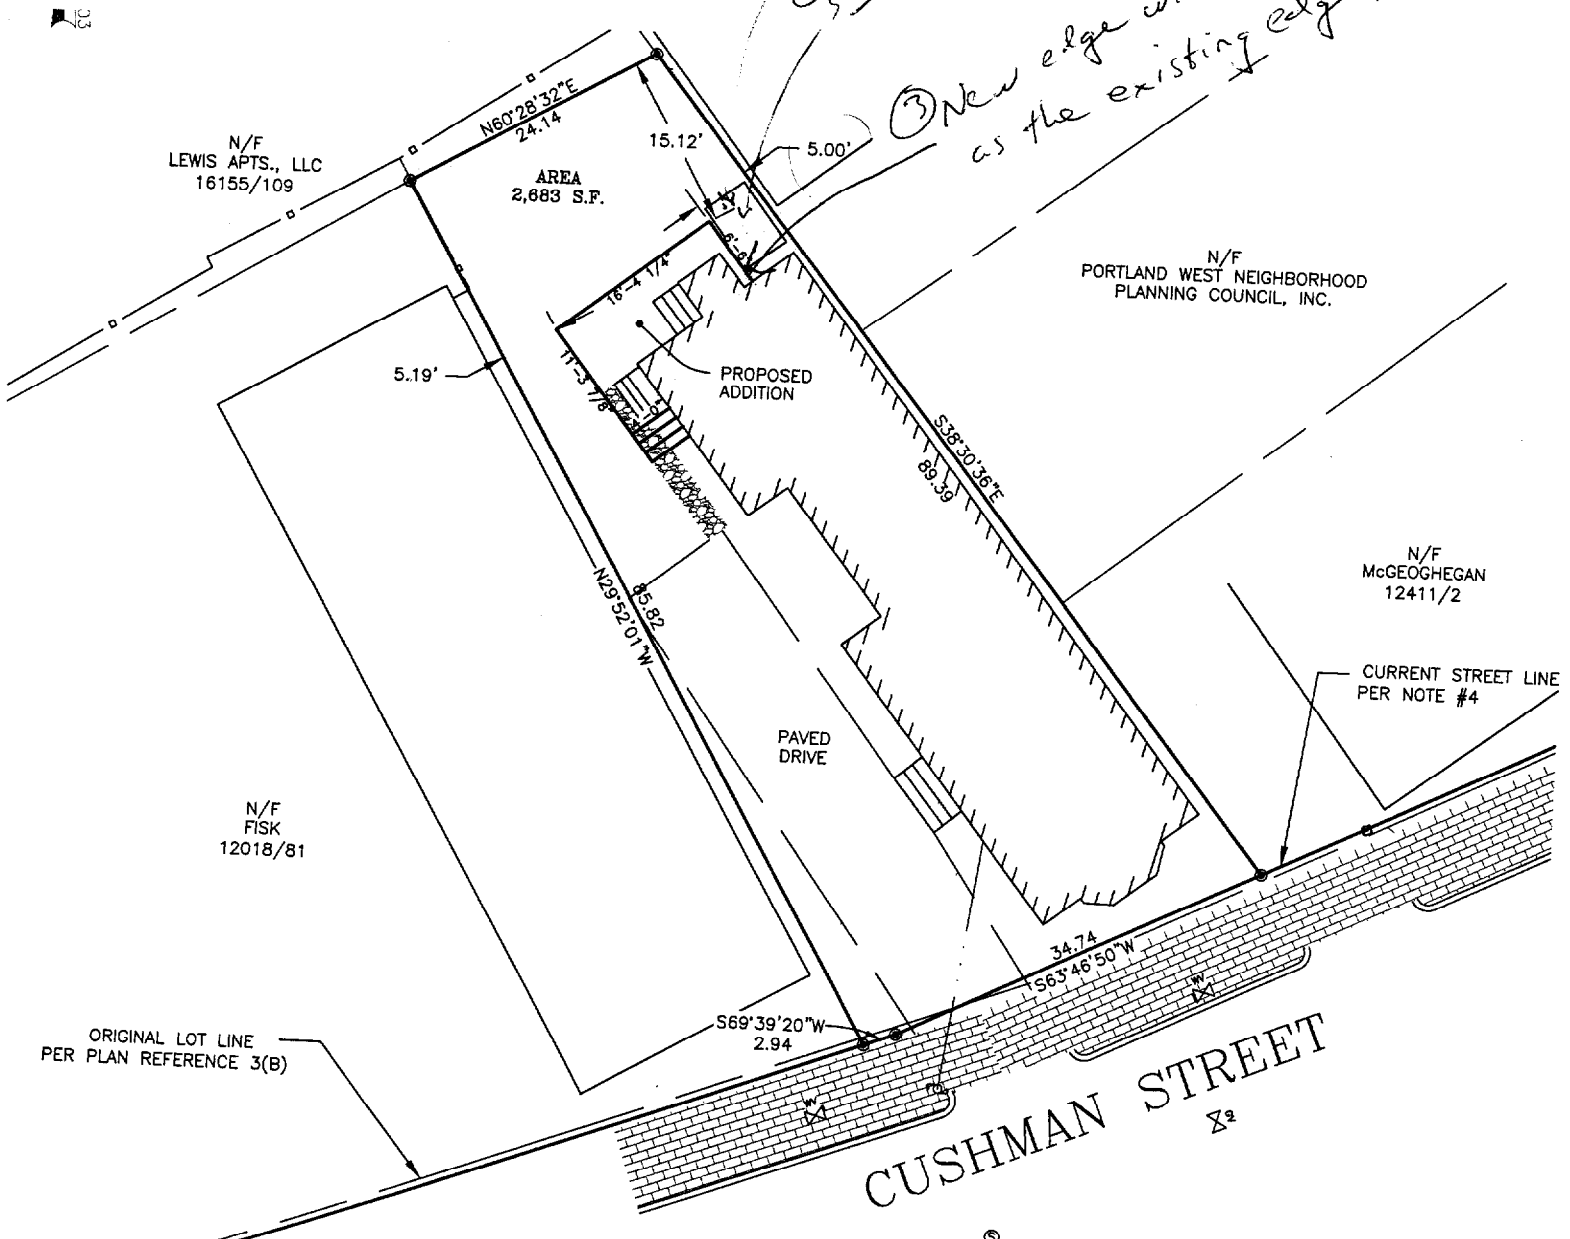 ③ New edge
as the existing edg
N60°28'32"E
24.14
N/F
LEWIS APTS., LLC
16155/109
15.12'
5.00'
AREA
2,683 S.F.
6'-6"
16'-4 1/4"
N/F
PORTLAND WEST NEIGHBORHOOD
PLANNING COUNCIL, INC.
5.19'
11'-3 7/8"
PROPOSED
ADDITION
S38°30'36"E
89.39
N/F
McGEOGHEGAN
12411/2
N29°52'01"W
85.82
CURRENT STREET LINE
PER NOTE #4
PAVED
DRIVE
N/F
FISK
12018/81
34.74
S63°46'50"W
S69°39'20"W
2.94
ORIGINAL LOT LINE
PER PLAN REFERENCE 3(B)
CUSHMAN STREET